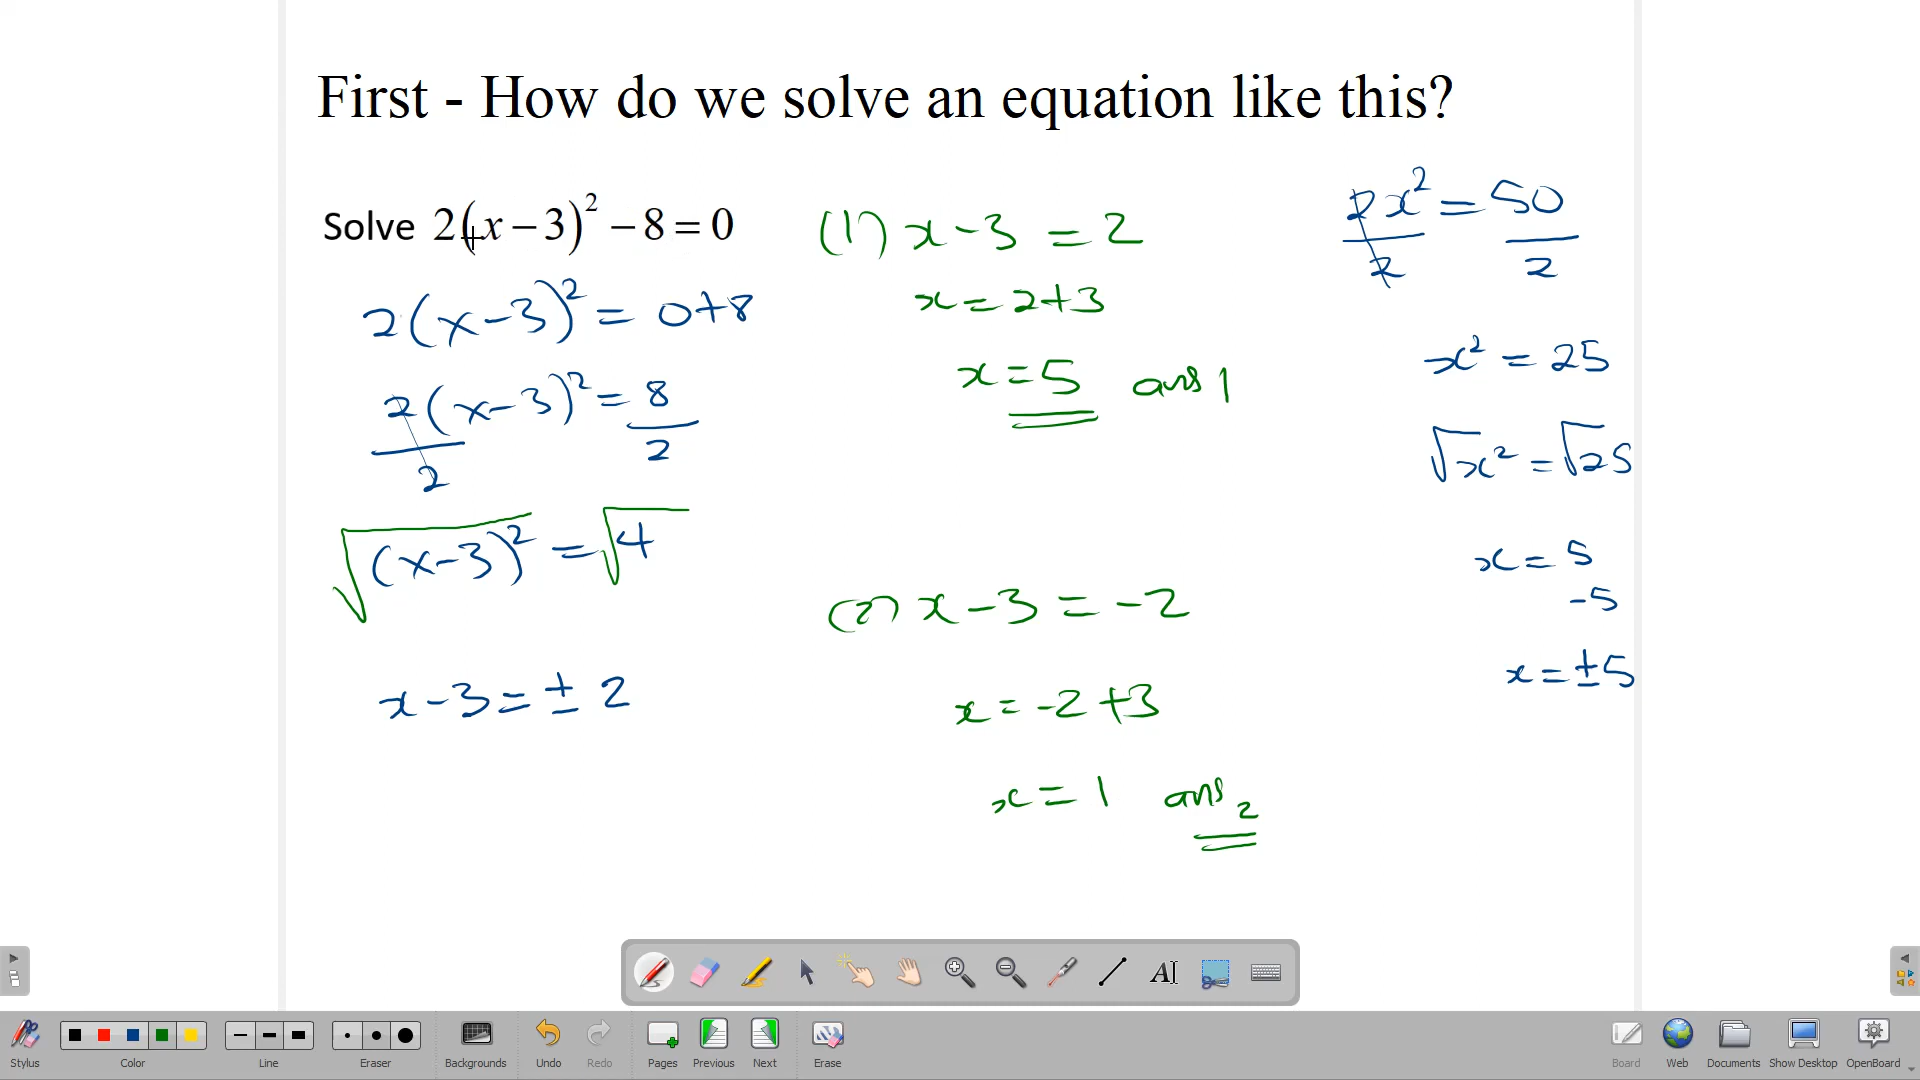 First - How do we solve an equation like this?
Solve 2(x − 3)² − 8 = 0
2(x-3)² = 0+8
2(x-3)² = 8
2 2
√(x-3)² = √4
x-3 = ± 2
(1) x-3 = 2
x = 2+3
x = 5 ans 1
(2) x-3 = -2
x = -2+3
x = 1 ans 2
2x² = 50
2 2
x² = 25
√x² = √25
x = 5
-5
x = ±5
Stylus
Color
Line
Eraser
Backgrounds
Undo
Redo
Pages
Previous
Next
Erase
Board
Web
Documents
Show Desktop
OpenBoard